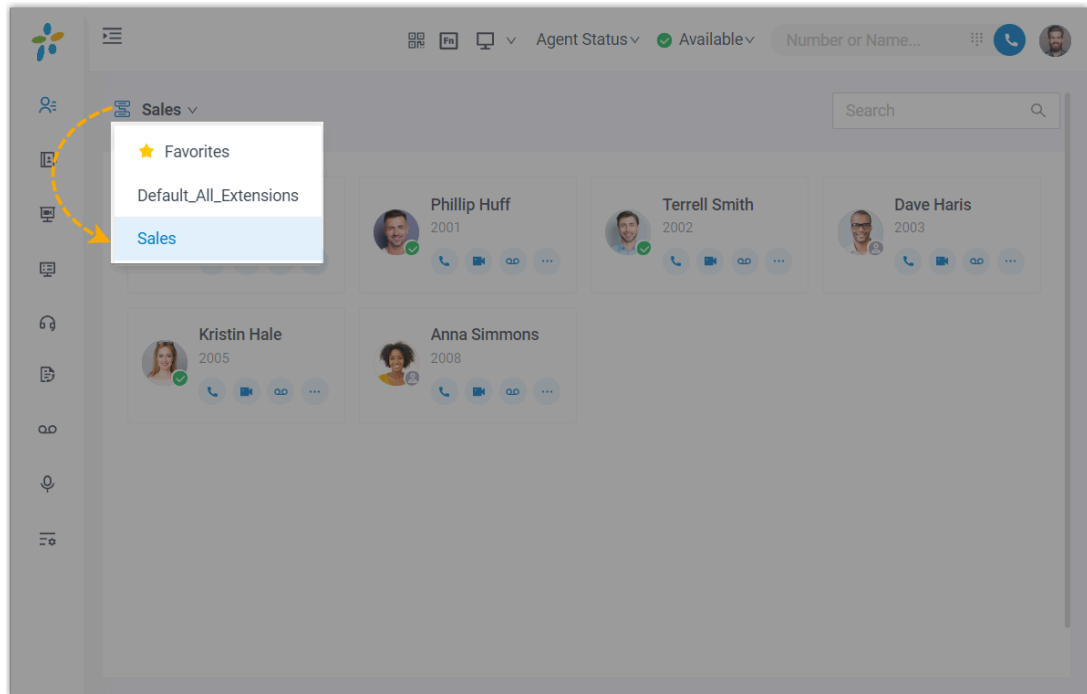 Fn
Agent Status
Available
Number or Name...
Sales
Search
Favorites
Default_All_Extensions
Sales
Phillip Huff
2001
Terrell Smith
2002
Dave Haris
2003
Kristin Hale
2005
Anna Simmons
2008